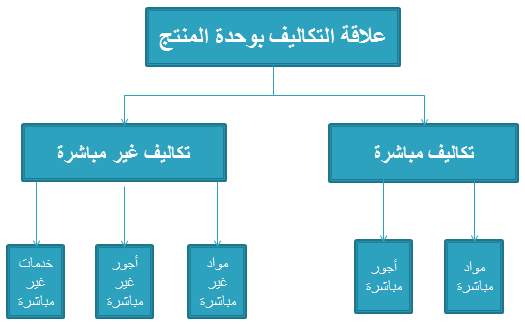 علاقة التكاليف بوحدة المنتج
تكاليف مباشرة
تكاليف غير مباشرة
مواد
مباشرة
أجور
مباشرة
مواد
غير
مباشرة
أجور
غير
مباشرة
خدمات
غير
مباشرة